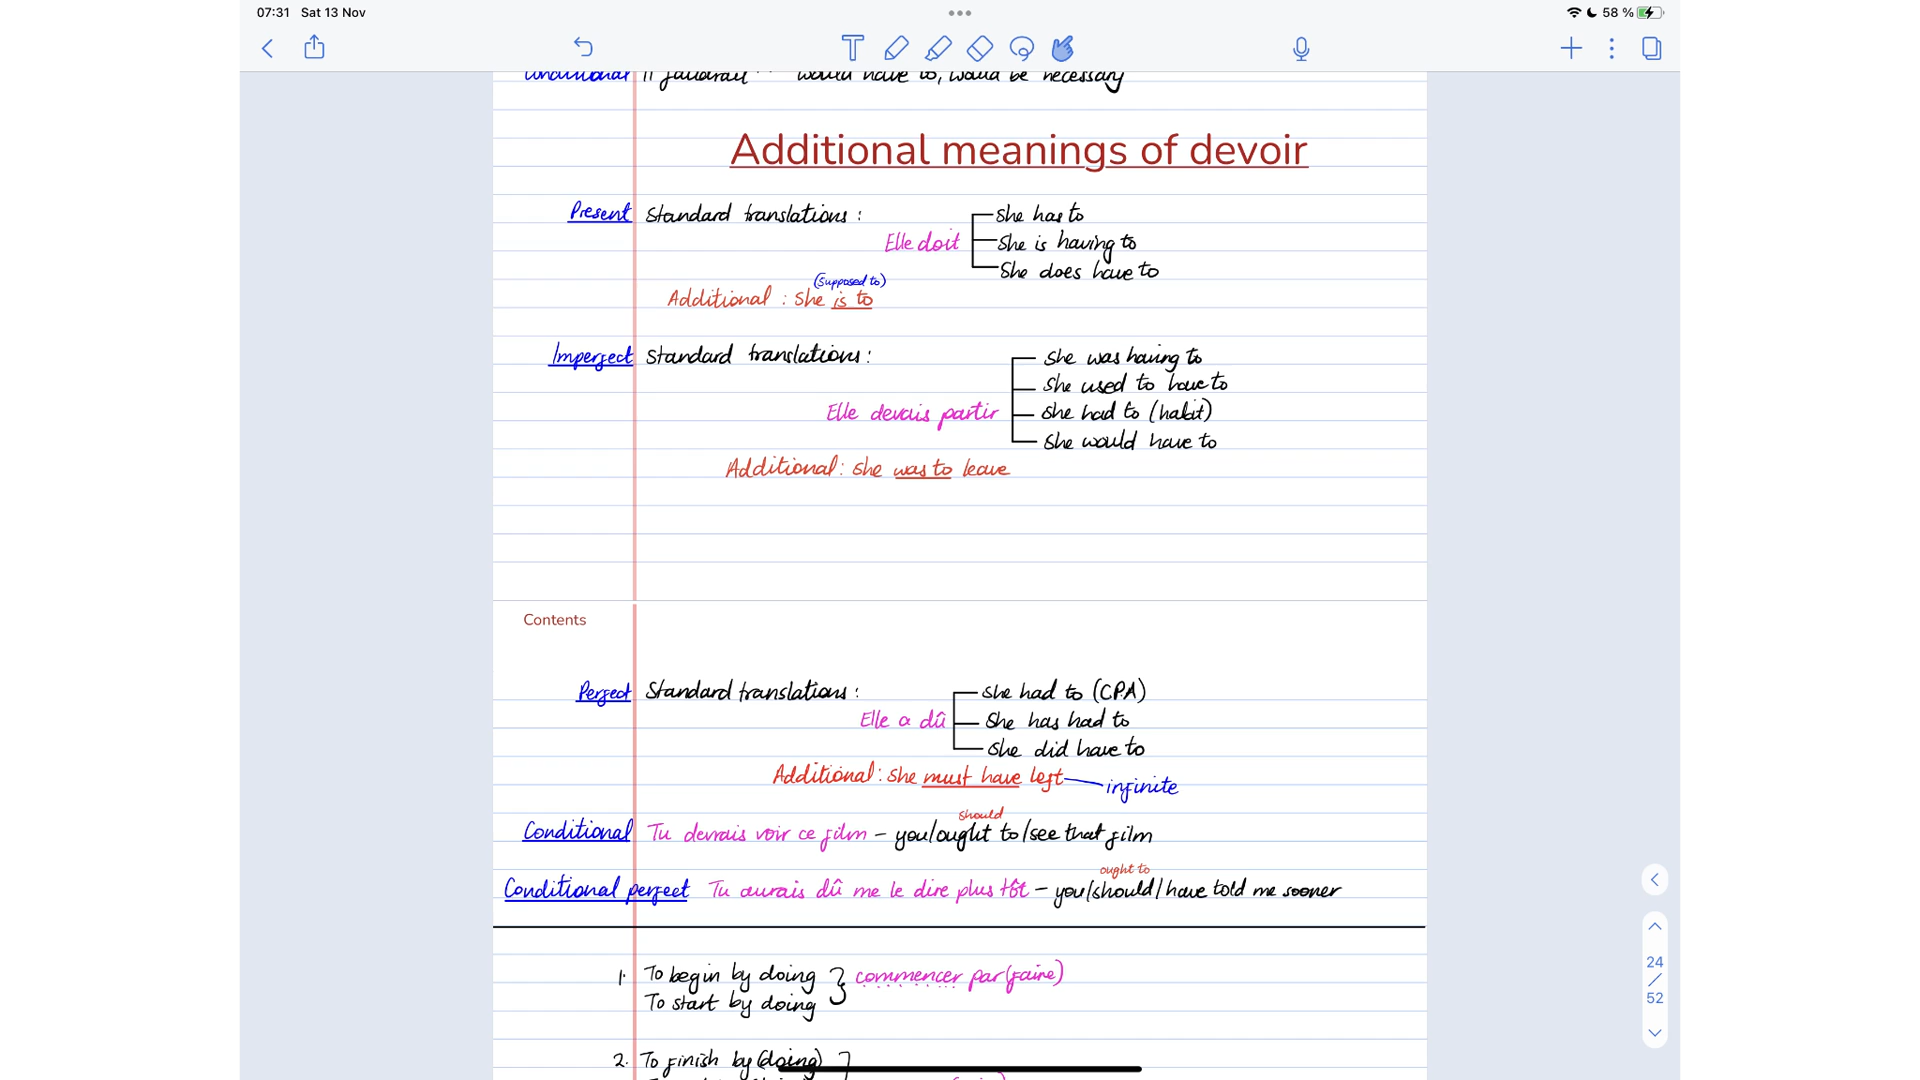 07:31 Sat 13 Nov
58 %
Conditional Il faudrait would have to, would be necessary
Additional meanings of devoir
Present Standard translations :
She has to
Elle doit She is having to
She does have to
(supposed to)
Additional : She is to
Imperfect Standard translations :
She was having to
She used to have to
Elle devais partir She had to (habit)
She would have to
Additional : She was to leave
Contents
Perfect Standard translations :
She had to (CPA)
Elle a dû She has had to
She did have to
Additional : She must have left infinite
should
Conditional Tu devrais voir ce film – you/ought to/see that film
ought to
Conditional perfect Tu aurais dû me le dire plus tôt – you/should/have told me sooner
1. To begin by doing } commencer par (faire)
To start by doing
2. To finish by (doing)
24
/
52